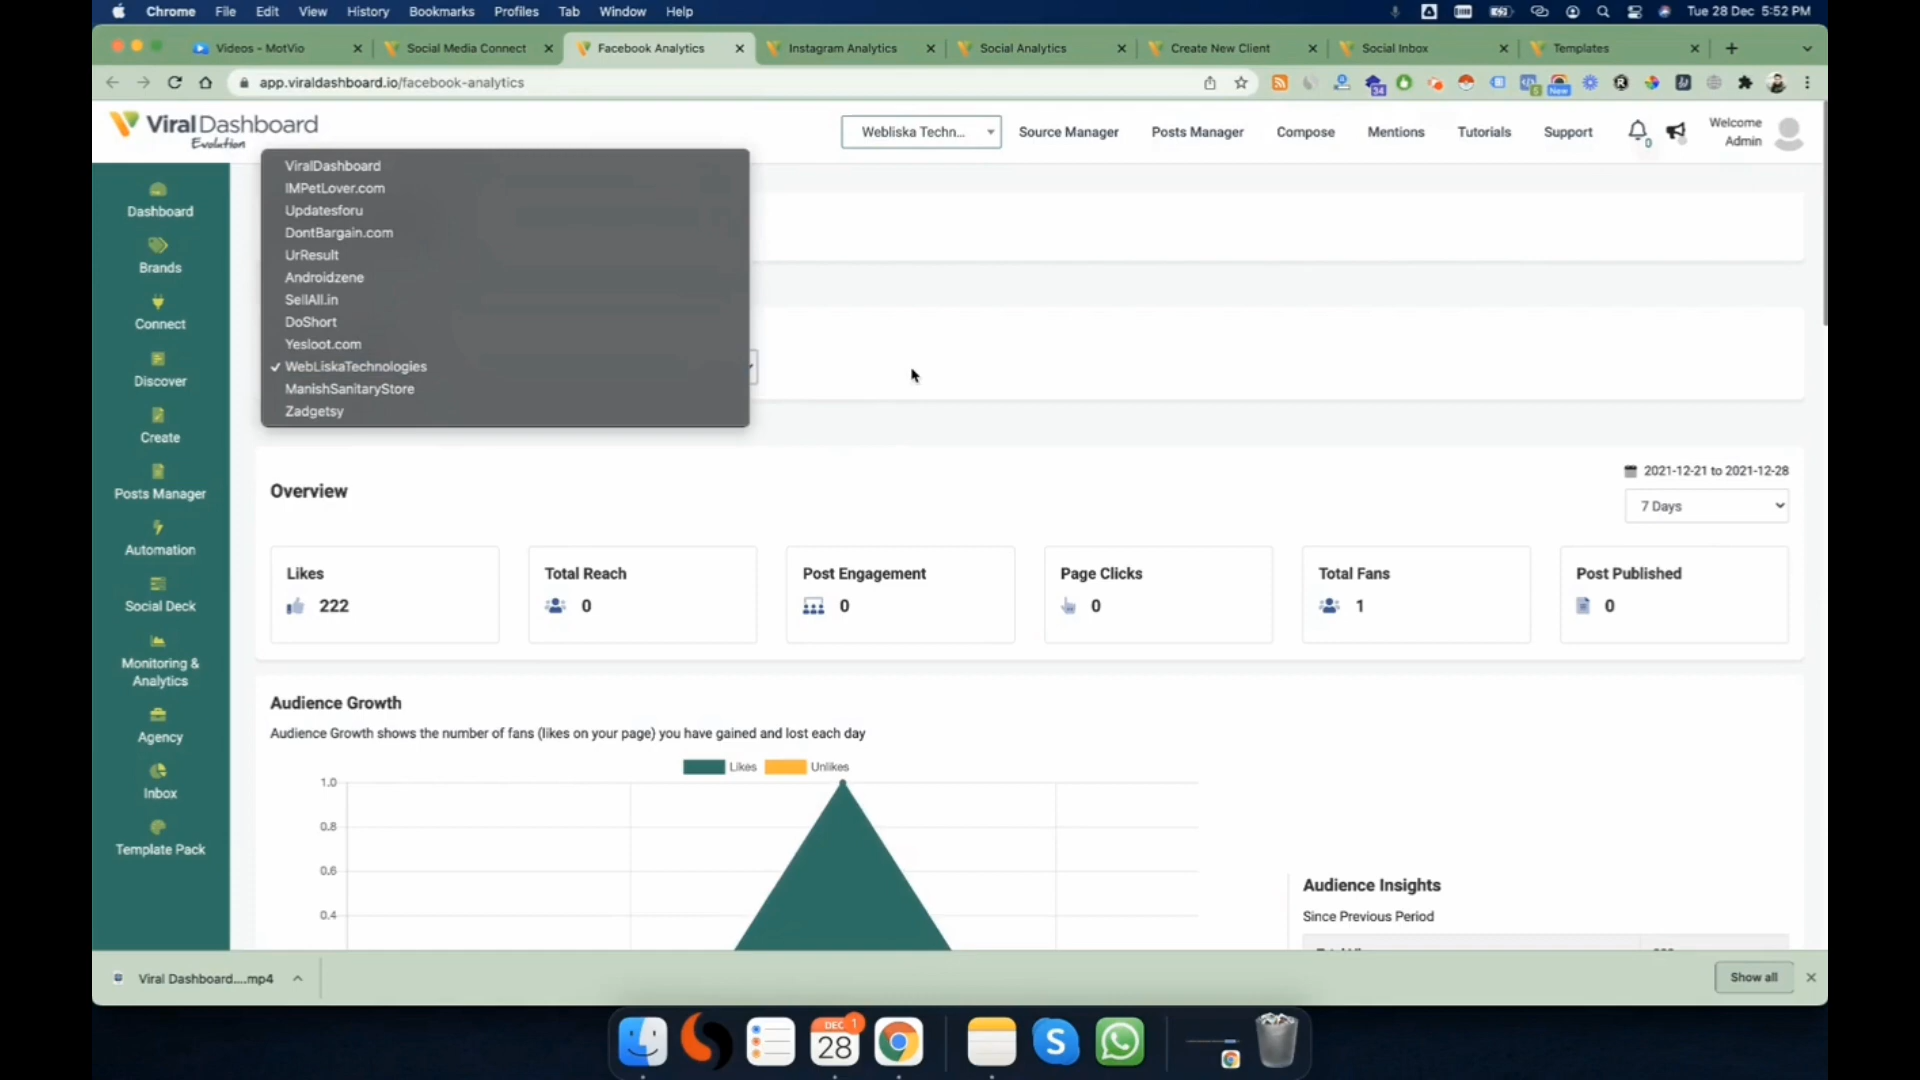 Chrome File Edit View History Bookmarks Profiles Tab Window Help
Tue 28 Dec 5:52 PM
Videos - MotVio
Social Media Connect
Facebook Analytics
Instagram Analytics
Social Analytics
Create New Client
Social Inbox
Templates
app.viraldashboard.io/facebook-analytics
34
5
New
ViralDashboard
Evolution
Webliska Techn...
Source Manager
Posts Manager
Compose
Mentions
Tutorials
Support
0
Welcome
Admin
Dashboard
Brands
Connect
Discover
Create
Posts Manager
Automation
Social Deck
Monitoring &
Analytics
Agency
Inbox
Template Pack
ViralDashboard
IMPetLover.com
Updatesforu
DontBargain.com
UrResult
Androidzene
SellAll.in
DoShort
Yesloot.com
✓ WebLiskaTechnologies
ManishSanitaryStore
Zadgetsy
Overview
2021-12-21 to 2021-12-28
7 Days
Likes
222
Total Reach
0
Post Engagement
0
Page Clicks
0
Total Fans
1
Post Published
0
Audience Growth
Audience Growth shows the number of fans (likes on your page) you have gained and lost each day
Likes
Unlikes
1.0
0.8
0.6
0.4
Audience Insights
Since Previous Period
Viral Dashboard....mp4
Show all
DEC
1
28
S